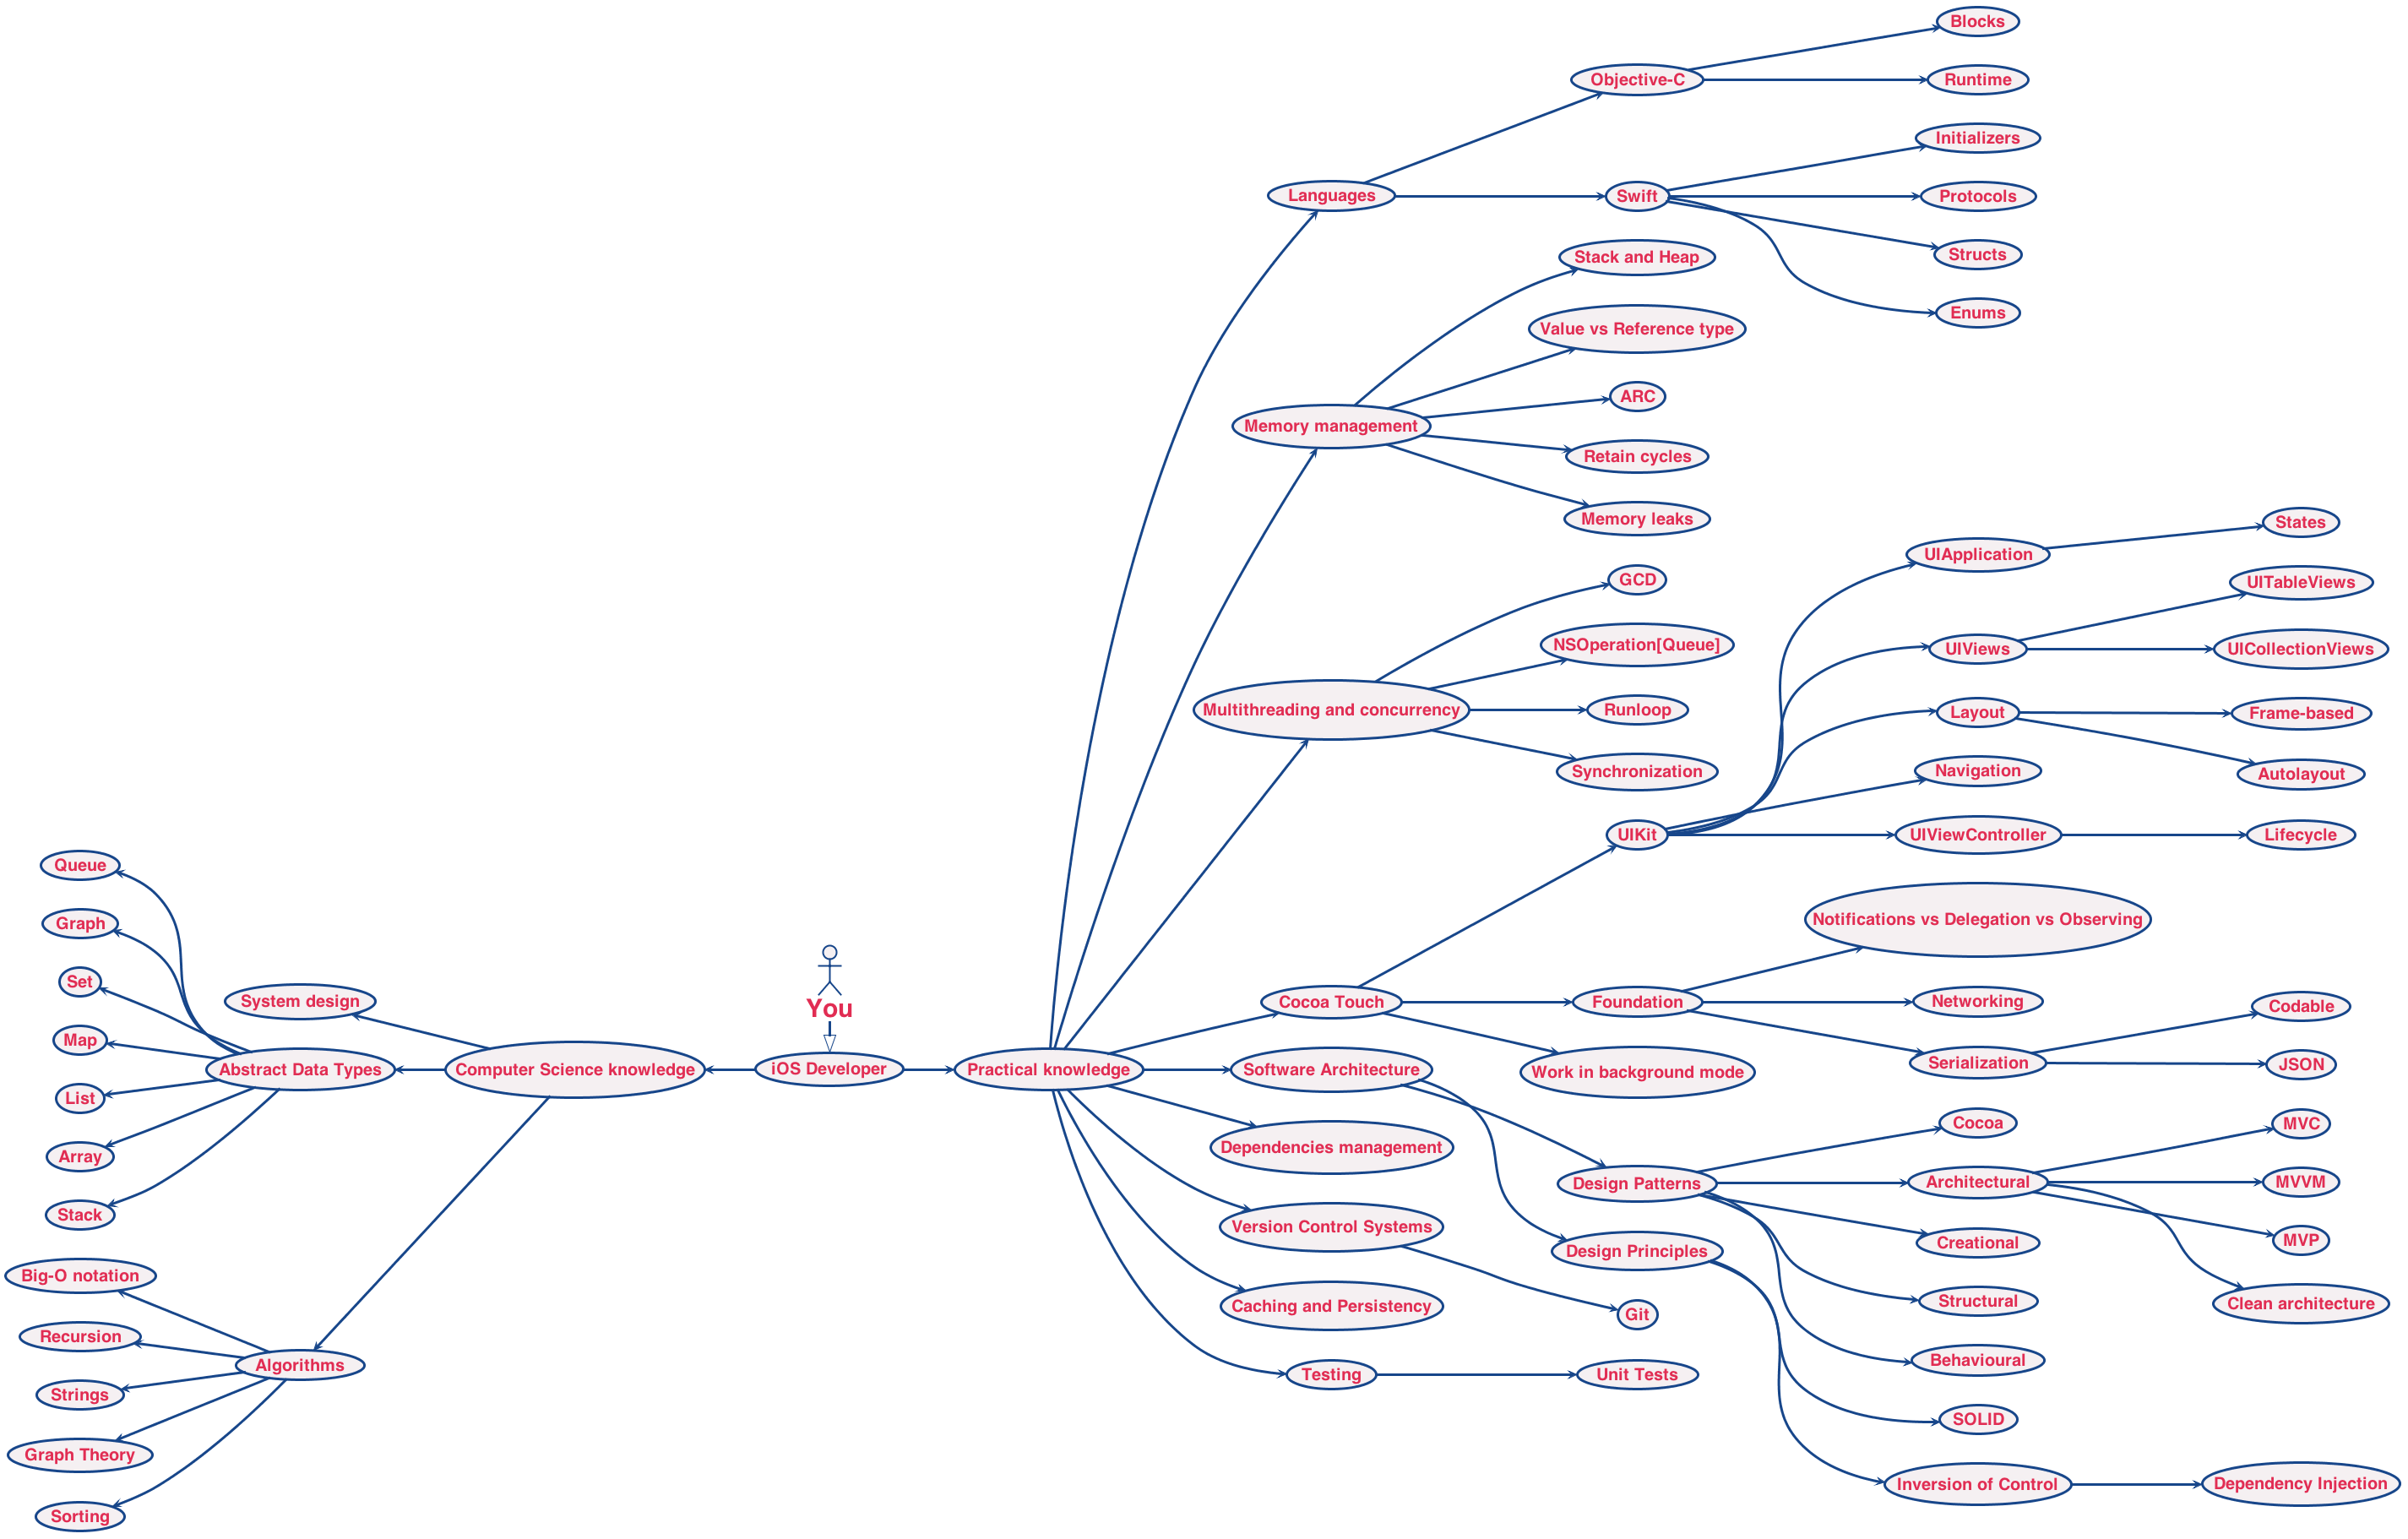 Blocks
Objective-C
Runtime
Initializers
Languages
Swift
Protocols
Structs
Enums
Stack and Heap
Value vs Reference type
ARC
Memory management
Retain cycles
Memory leaks
GCD
NSOperation[Queue]
Multithreading and concurrency
Runloop
Synchronization
UIApplication
States
UITableViews
UIViews
UICollectionViews
Layout
Frame-based
Autolayout
Navigation
UIKit
UIViewController
Lifecycle
Notifications vs Delegation vs Observing
Cocoa Touch
Foundation
Networking
Codable
Serialization
JSON
Work in background mode
Queue
Graph
Set
Map
List
Array
Stack
System design
Abstract Data Types
Computer Science knowledge
You
iOS Developer
Practical knowledge
Software Architecture
Dependencies management
Version Control Systems
Caching and Persistency
Testing
Unit Tests
Git
Design Patterns
Design Principles
Cocoa
Architectural
Creational
Structural
Behavioural
SOLID
Inversion of Control
Dependency Injection
MVC
MVVM
MVP
Clean architecture
Big-O notation
Recursion
Algorithms
Strings
Graph Theory
Sorting